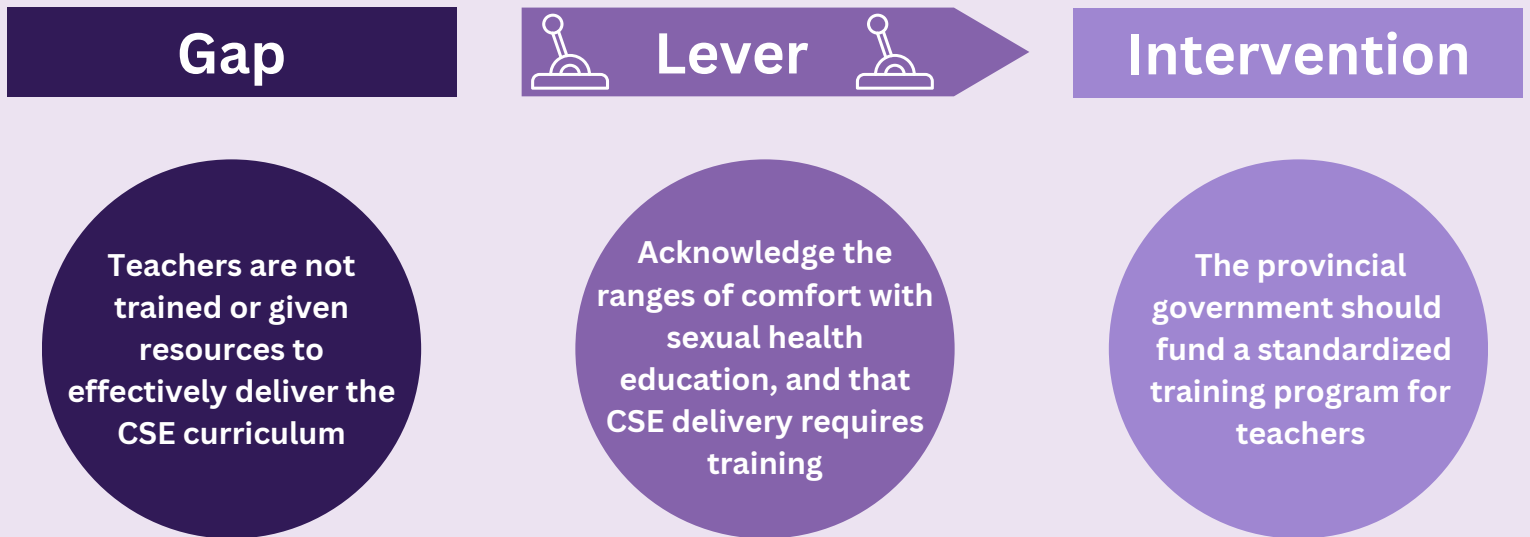 Gap
Lever
Intervention
Teachers are not
trained or given
resources to
effectively deliver the
CSE curriculum
Acknowledge the
ranges of comfort with
sexual health
education, and that
CSE delivery requires
training
The provincial
government should
fund a standardized
training program for
teachers